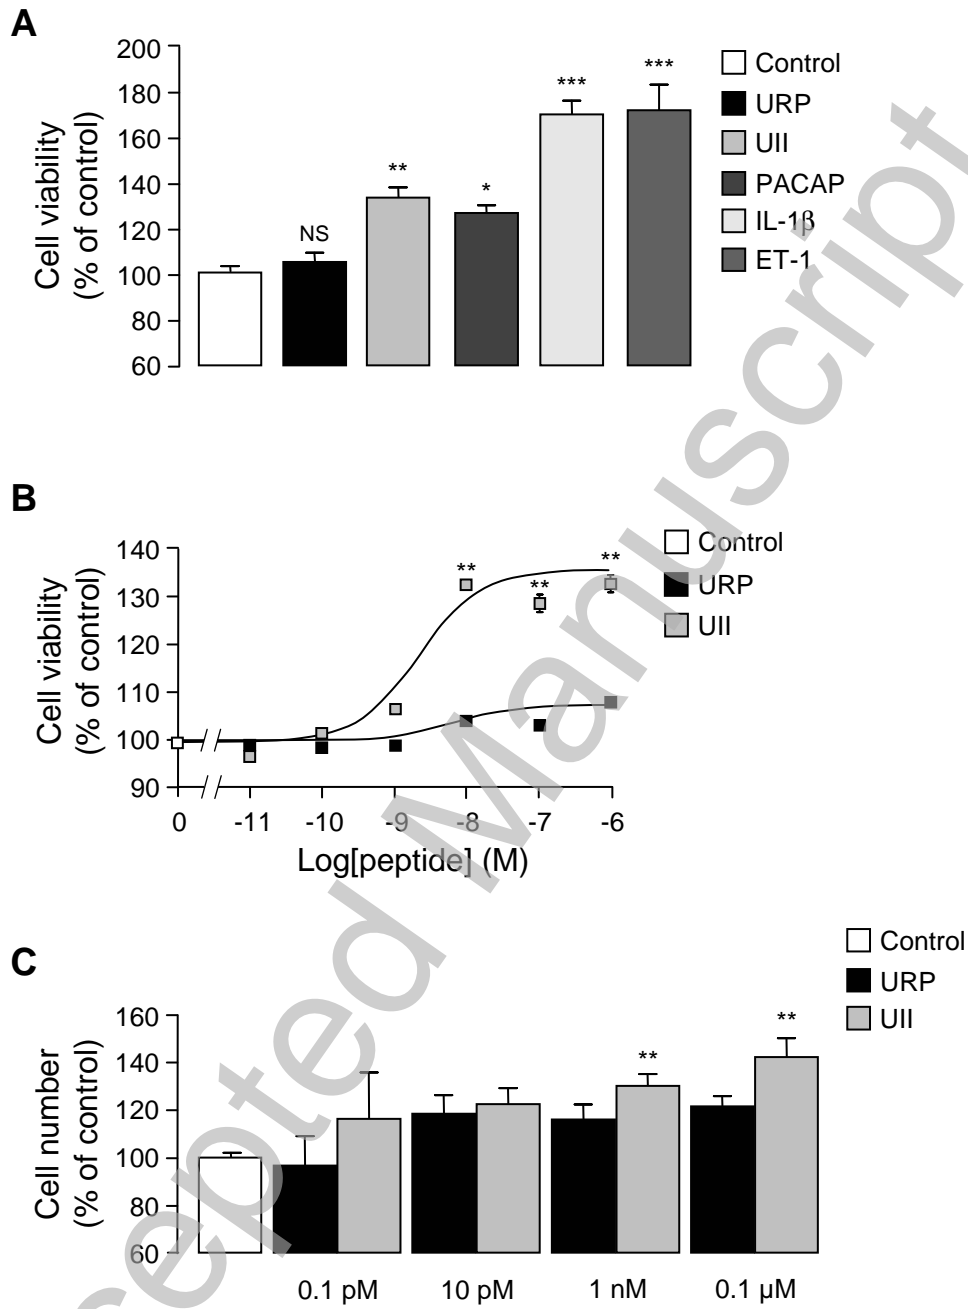 A
200
180
160
140
120
100
80
60
Cell viability
(% of control)
NS
**
*
***
***
Control
URP
UII
PACAP
IL-1β
ET-1
B
140
130
120
110
100
90
Cell viability
(% of control)
**
**
**
Control
URP
UII
0 -11 -10 -9 -8 -7 -6
Log[peptide] (M)
C
160
140
120
100
80
60
Cell number
(% of control)
**
**
Control
URP
UII
0.1 pM 10 pM 1 nM 0.1 µM
epted Manuscript